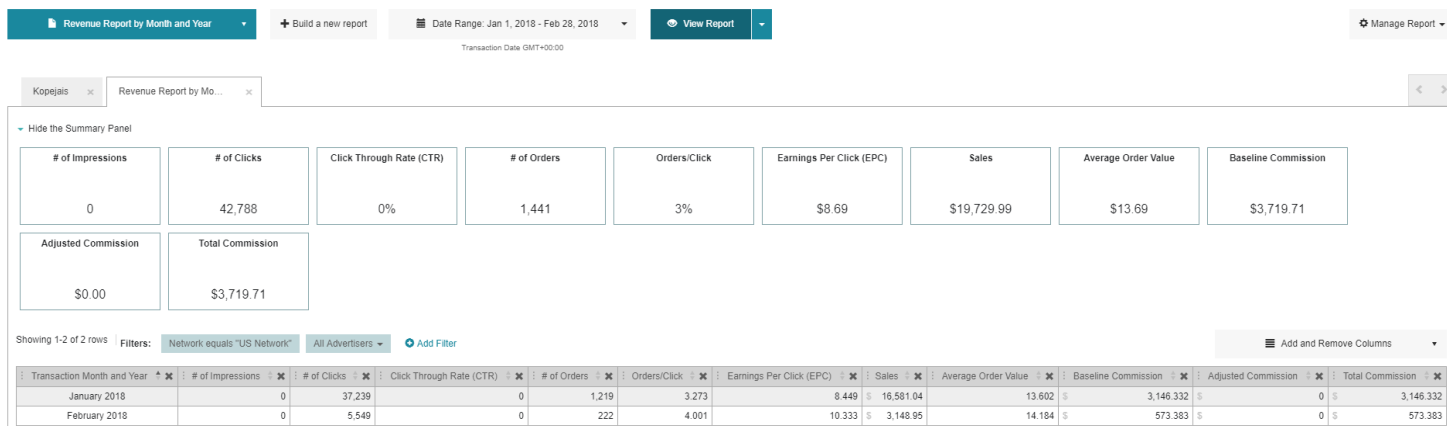 Revenue Report by Month and Year
Build a new report
Date Range: Jan 1, 2018 - Feb 28, 2018
View Report
Manage Report
Transaction Date GMT+00:00
Kopejais
Revenue Report by Mo...
Hide the Summary Panel
# of Impressions # of Clicks Click Through Rate (CTR) # of Orders Orders/Click Earnings Per Click (EPC) Sales Average Order Value Baseline Commission
0 42,788 0% 1,441 3% $8.69 $19,729.99 $13.69 $3,719.71
Adjusted Commission Total Commission
$0.00 $3,719.71
Showing 1-2 of 2 rows Filters: Network equals "US Network" All Advertisers Add Filter Add and Remove Columns
Transaction Month and Year # of Impressions # of Clicks Click Through Rate (CTR) # of Orders Orders/Click Earnings Per Click (EPC) Sales Average Order Value Baseline Commission Adjusted Commission Total Commission
January 2018 0 37,239 0 1,219 3.273 8.449 $ 16,581.04 13.602 $ 3,146.332 $ 0 $ 3,146.332
February 2018 0 5,549 0 222 4.001 10.333 $ 3,148.95 14.184 $ 573.383 $ 0 $ 573.383